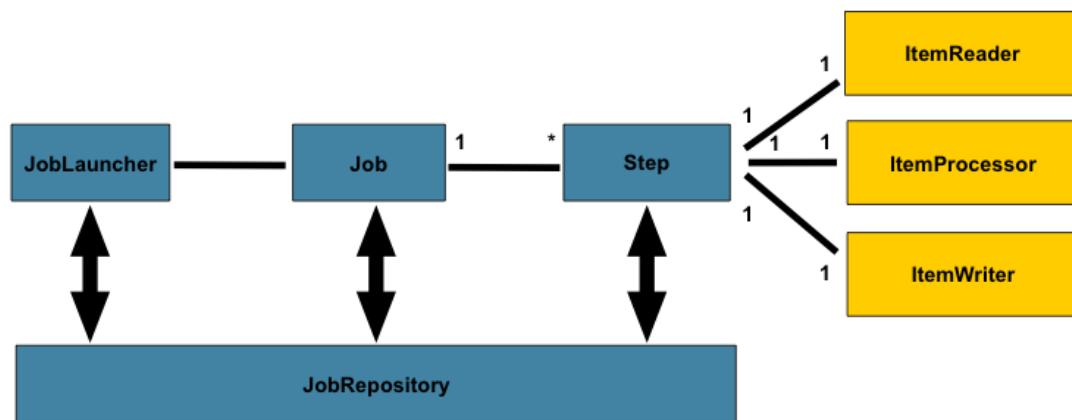 ItemReader
1
1
JobLauncher
Job
1
*
Step
1
1
ItemProcessor
1
1
ItemWriter
JobRepository